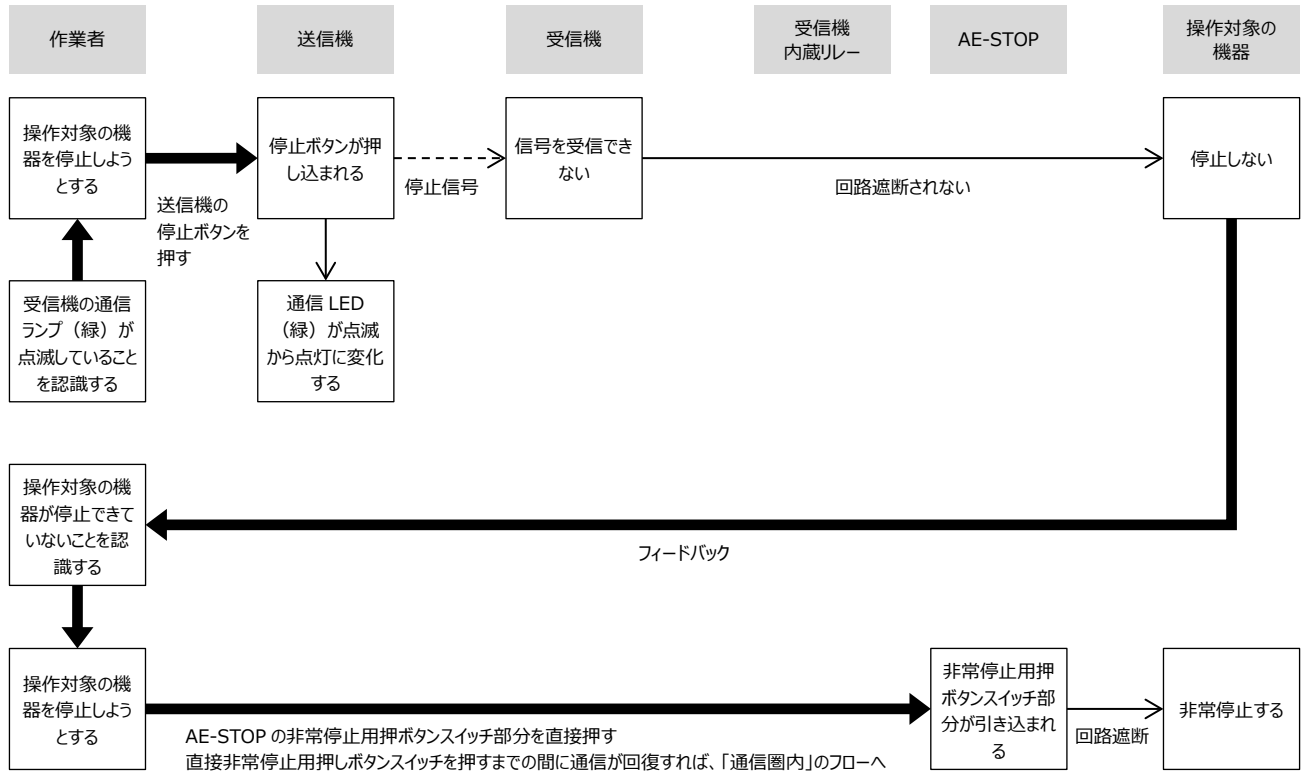 作業者
送信機
受信機
受信機
内蔵リレー
AE-STOP
操作対象の
機器
操作対象の機
器を停止しよう
とする
送信機の
停止ボタンを
押す
停止ボタンが押
し込まれる
停止信号
信号を受信でき
ない
回路遮断されない
停止しない
受信機の通信
ランプ（緑）が
点滅していること
を認識する
通信 LED
（緑）が点滅
から点灯に変化
する
操作対象の機
器が停止できて
いないことを認
識する
フィードバック
操作対象の機
器を停止しよう
とする
AE-STOP の非常停止用押ボタンスイッチ部分を直接押す
直接非常停止用押しボタンスイッチを押すまでの間に通信が回復すれば、「通信圏内」のフローへ
非常停止用押
ボタンスイッチ部
分が引き込まれ
る
回路遮断
非常停止する